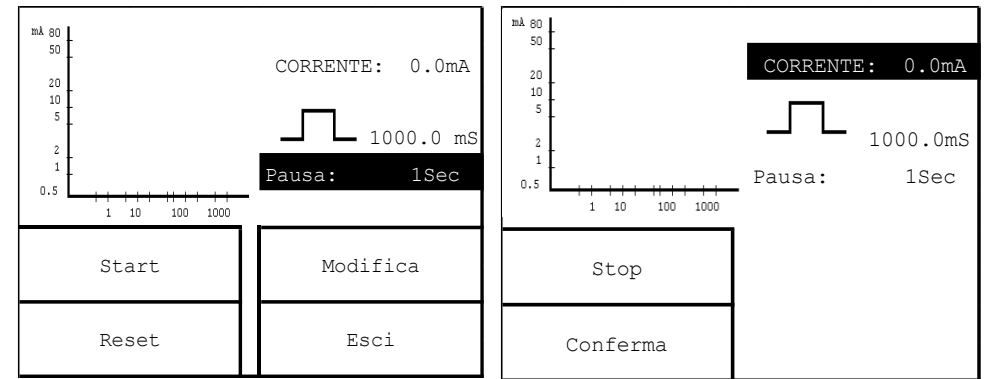 mA 80
50
20
10
5
2
1
0.5
1 10 100 1000
CORRENTE: 0.0mA
1000.0 mS
Pausa: 1Sec
Start
Modifica
Reset
Esci
mA 80
50
20
10
5
2
1
0.5
1 10 100 1000
CORRENTE: 0.0mA
1000.0mS
Pausa: 1Sec
Stop
Conferma